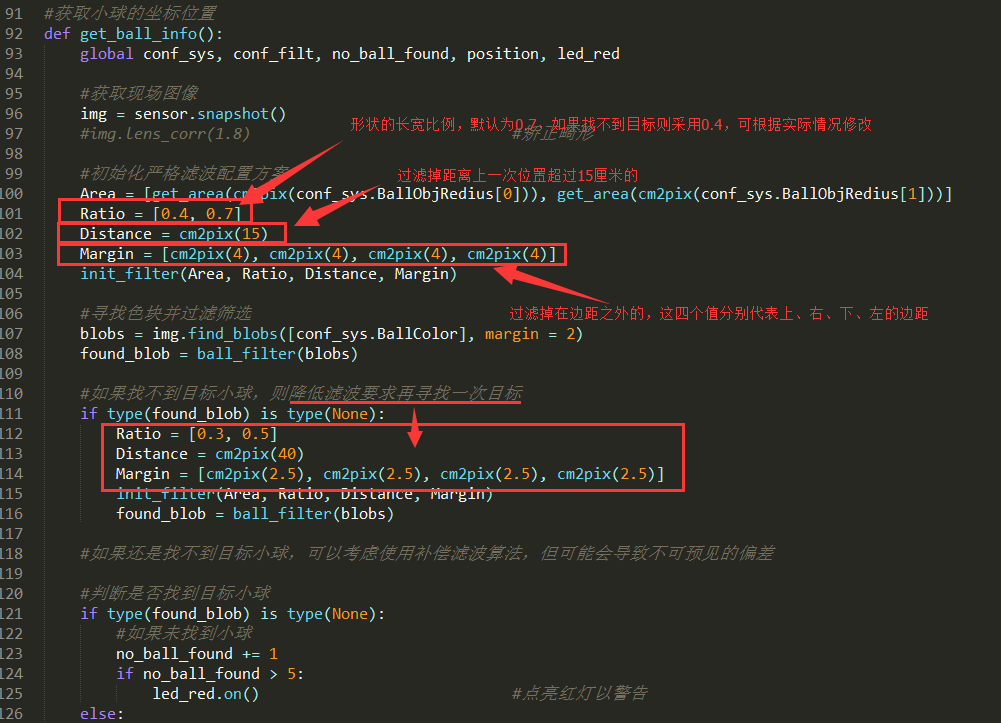 91 #获取小球的坐标位置
92 def get_ball_info():
93 global conf_sys, conf_filt, no_ball_found, position, led_red
94
95 #获取现场图像
96 img = sensor.snapshot()
97 #img.lens_corr(1.8) #矫正畸形
形状的长宽比例，默认为0.7，如果找不到目标则采用0.4，可根据实际情况修改
98
99 #初始化严格滤波配置方案
过滤掉距离上一次位置超过15厘米的
100 Area = [get_area(cm2pix(conf_sys.BallObjRedius[0])), get_area(cm2pix(conf_sys.BallObjRedius[1]))]
101 Ratio = [0.4, 0.7]
102 Distance = cm2pix(15)
103 Margin = [cm2pix(4), cm2pix(4), cm2pix(4), cm2pix(4)]
104 init_filter(Area, Ratio, Distance, Margin)
105
过滤掉在边距之外的，这四个值分别代表上、右、下、左的边距
106 #寻找色块并过滤筛选
107 blobs = img.find_blobs([conf_sys.BallColor], margin = 2)
108 found_blob = ball_filter(blobs)
109
110 #如果找不到目标小球，则降低滤波要求再寻找一次目标
111 if type(found_blob) is type(None):
112 Ratio = [0.3, 0.5]
113 Distance = cm2pix(40)
114 Margin = [cm2pix(2.5), cm2pix(2.5), cm2pix(2.5), cm2pix(2.5)]
115 init_filter(Area, Ratio, Distance, Margin)
116 found_blob = ball_filter(blobs)
117
118 #如果还是找不到目标小球，可以考虑使用补偿滤波算法，但可能会导致不可预见的偏差
119
120 #判断是否找到目标小球
121 if type(found_blob) is type(None):
122 #如果未找到小球
123 no_ball_found += 1
124 if no_ball_found > 5:
125 led_red.on() #点亮红灯以警告
126 else: